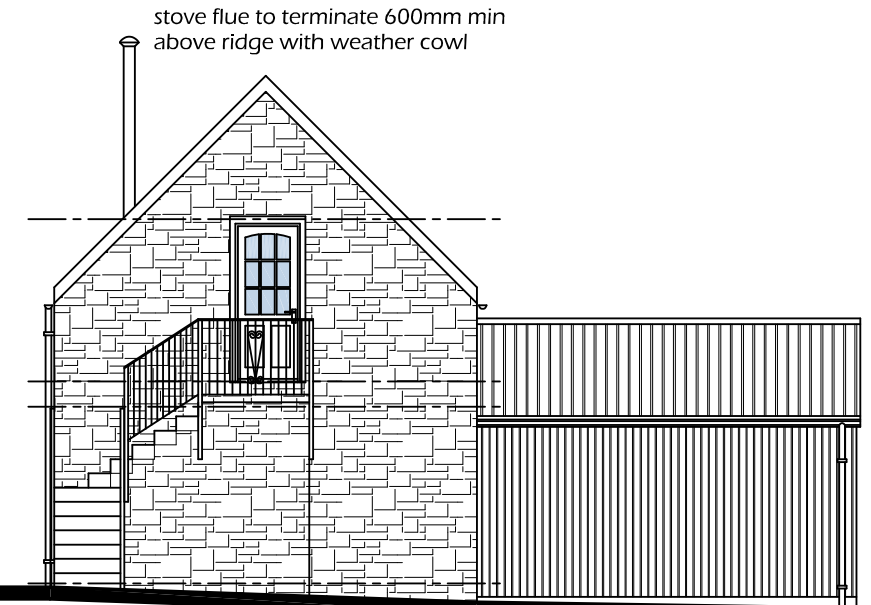 stove flue to terminate 600mm min
above ridge with weather cowl